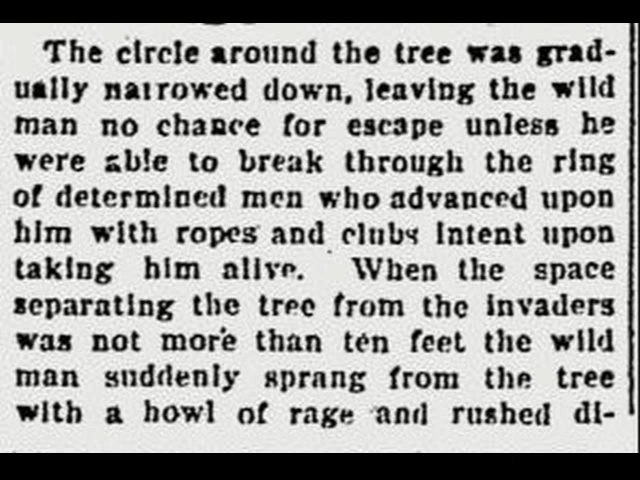 The circle around the tree was grad-
ually narrowed down, leaving the wild
man no chance for escape unless he
were able to break through the ring
of determined men who advanced upon
him with ropes and clubs intent upon
taking him alive. When the space
separating the tree from the invaders
was not more than ten feet the wild
man suddenly sprang from the tree
with a howl of rage and rushed di-